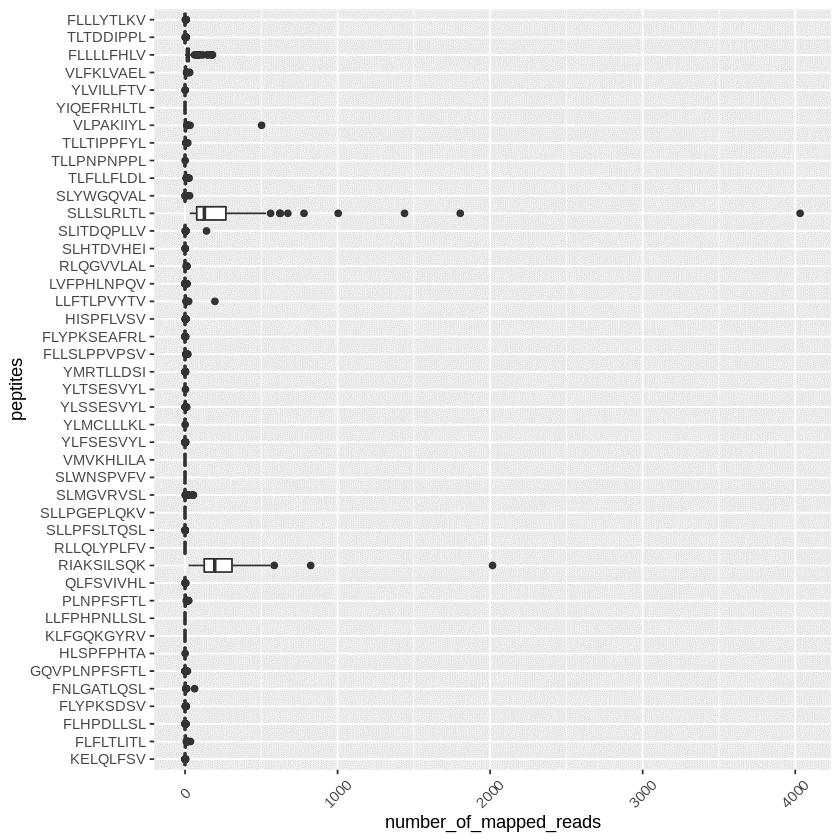 FLLLYTLKV
TLTDDIPPL
FLLLLFHLV
VLFKLVAEL
YLVILLFTV
YIQEFRHLTL
VLPAKIIYL
TLLTIPPFYL
TLLPNPNPPL
TLFLLFLDL
SLYWGQVAL
SLLSLRLTL
SLITDQPLLV
SLHTDVHEI
RLQGVVLAL
LVFPHLNPQV
LLFTLPVYTV
HISPFLVSV
FLYPKSEAFRL
FLLSLPPVPSV
YMRTLLDSI
YLTSESVYL
YLSSESVYL
YLMCLLLKL
YLFSESVYL
VMVKHLILA
SLWNSPVFV
SLMGVRVSL
SLLPGEPLQKV
SLLPFSLTQSL
RLLQLYPLFV
RIAKSILSQK
QLFSVIVHL
PLNPFSFTL
LLFPHPNLLSL
KLFGQKGYRV
HLSPFPHTA
GQVPLNPFSFTL
FNLGATLQSL
FLYPKSDSV
FLHPDLLSL
FLFLTLITL
KELQLFSV
peptites
0 1000 2000 3000 4000
number_of_mapped_reads